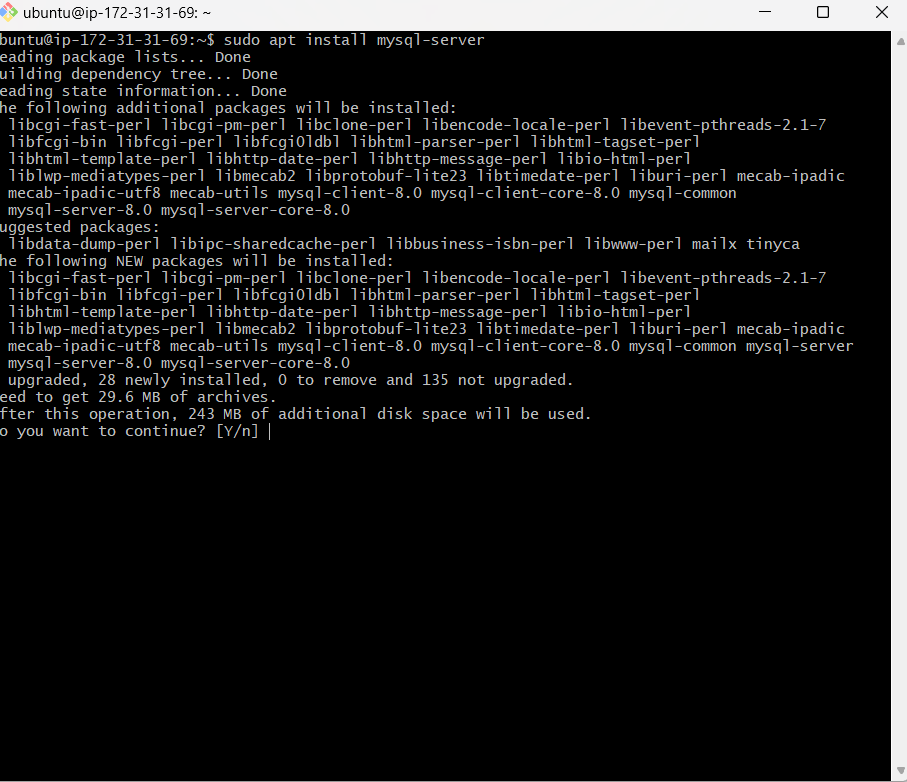 ubuntu@ip-172-31-31-69: ~
buntu@ip-172-31-31-69:~$ sudo apt install mysql-server
eading package lists... Done
uilding dependency tree... Done
eading state information... Done
he following additional packages will be installed:
libcgi-fast-perl libcgi-pm-perl libclone-perl libencode-locale-perl libevent-pthreads-2.1-7
libfcgi-bin libfcgi-perl libfcgi0ldbl libhtml-parser-perl libhtml-tagset-perl
libhtml-template-perl libhttp-date-perl libhttp-message-perl libio-html-perl
liblwp-mediatypes-perl libmecab2 libprotobuf-lite23 libtimedate-perl liburi-perl mecab-ipadic
mecab-ipadic-utf8 mecab-utils mysql-client-8.0 mysql-client-core-8.0 mysql-common
mysql-server-8.0 mysql-server-core-8.0
uggested packages:
libdata-dump-perl libipc-sharedcache-perl libbusiness-isbn-perl libwww-perl mailx tinyca
he following NEW packages will be installed:
libcgi-fast-perl libcgi-pm-perl libclone-perl libencode-locale-perl libevent-pthreads-2.1-7
libfcgi-bin libfcgi-perl libfcgi0ldbl libhtml-parser-perl libhtml-tagset-perl
libhtml-template-perl libhttp-date-perl libhttp-message-perl libio-html-perl
liblwp-mediatypes-perl libmecab2 libprotobuf-lite23 libtimedate-perl liburi-perl mecab-ipadic
mecab-ipadic-utf8 mecab-utils mysql-client-8.0 mysql-client-core-8.0 mysql-common mysql-server
mysql-server-8.0 mysql-server-core-8.0
upgraded, 28 newly installed, 0 to remove and 135 not upgraded.
eed to get 29.6 MB of archives.
fter this operation, 243 MB of additional disk space will be used.
o you want to continue? [Y/n]